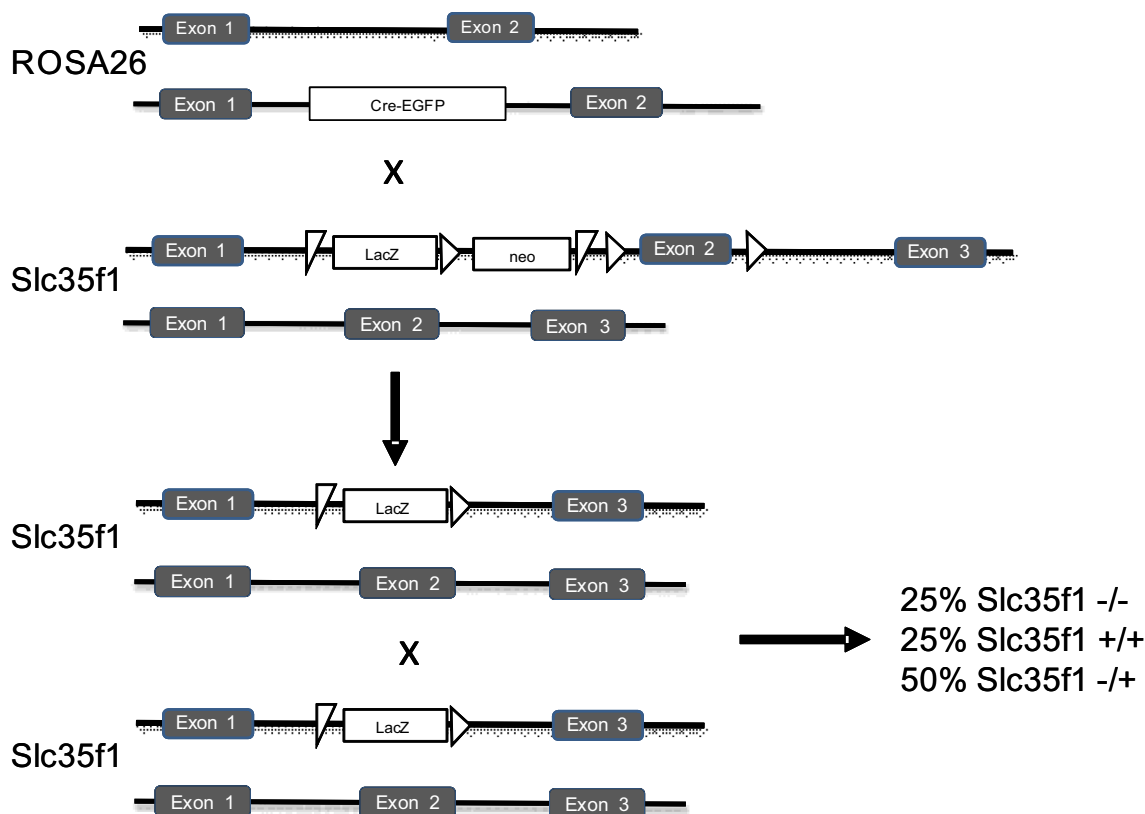 Exon 1 Exon 2
ROSA26
Exon 1 Cre-EGFP Exon 2
X
Exon 1 LacZ neo Exon 2 Exon 3
Slc35f1
Exon 1 Exon 2 Exon 3
Exon 1 LacZ Exon 3
Slc35f1
Exon 1 Exon 2 Exon 3
25% Slc35f1 -/-
25% Slc35f1 +/+
50% Slc35f1 -/+
X
Exon 1 LacZ Exon 3
Slc35f1
Exon 1 Exon 2 Exon 3